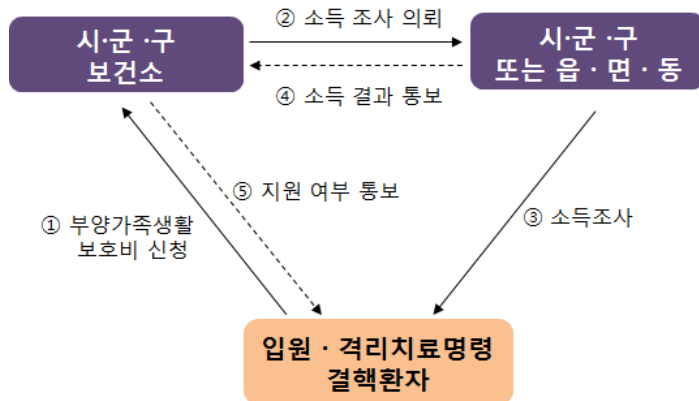 시·군 ·구
보건소
② 소득 조사 의뢰
④ 소득 결과 통보
시·군 ·구
또는 읍 · 면 · 동
① 부양가족생활
보호비 신청
⑤ 지원 여부 통보
③ 소득조사
입원 · 격리치료명령
결핵환자